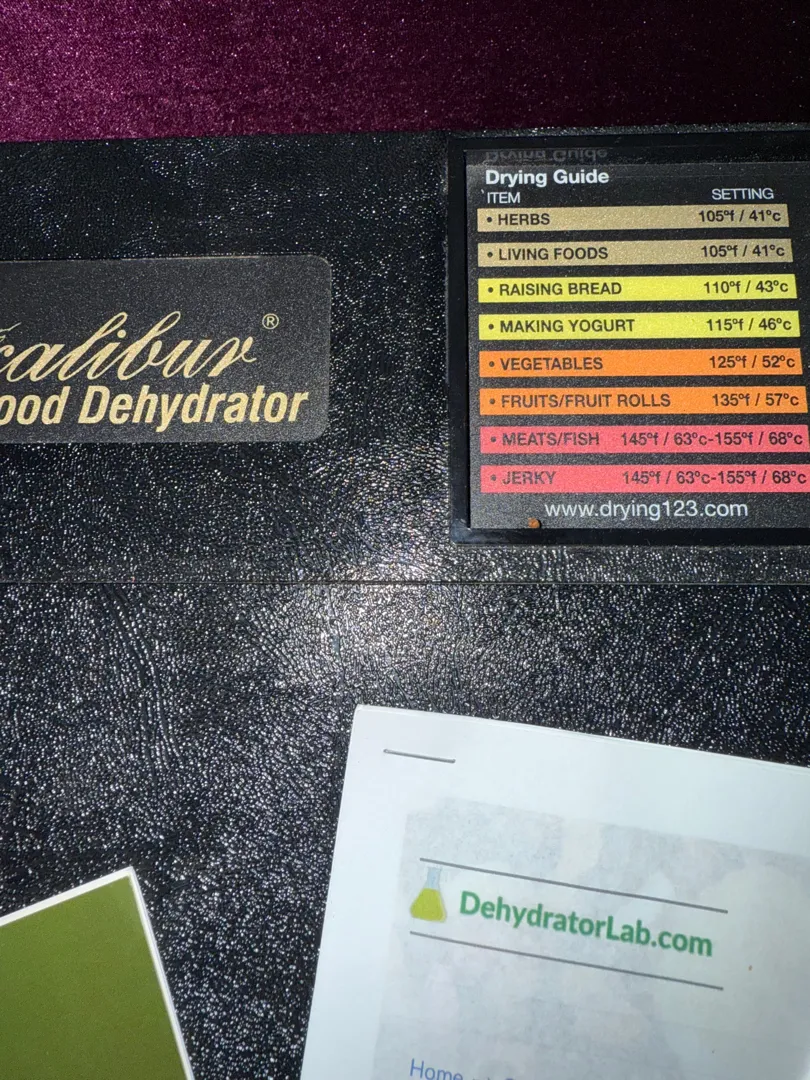 Drying Guide
ITEM SETTING
• HERBS 105ºf / 41ºc
• LIVING FOODS 105ºf / 41ºc
• RAISING BREAD 110ºf / 43ºc
• MAKING YOGURT 115ºf / 46ºc
• VEGETABLES 125ºf / 52ºc
• FRUITS/FRUIT ROLLS 135ºf / 57ºc
• MEATS/FISH 145ºf / 63ºc-155ºf / 68ºc
• JERKY 145ºf / 63ºc-155ºf / 68ºc
www.drying123.com
calibur®
ood Dehydrator
DehydratorLab.com
Home